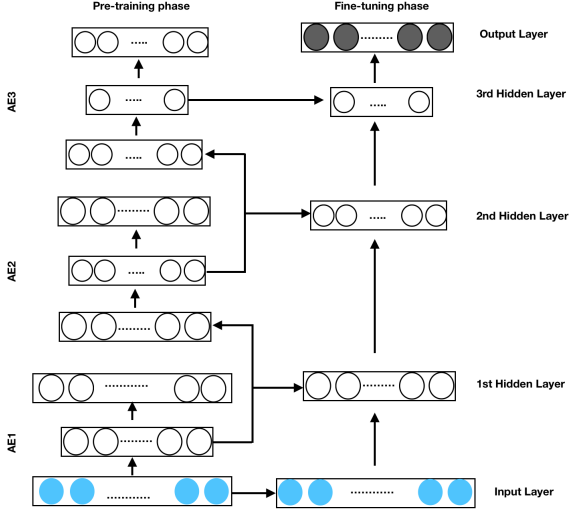 Pre-training phase
Fine-tuning phase
Output Layer
AE3
3rd Hidden Layer
2nd Hidden Layer
AE2
1st Hidden Layer
AE1
Input Layer